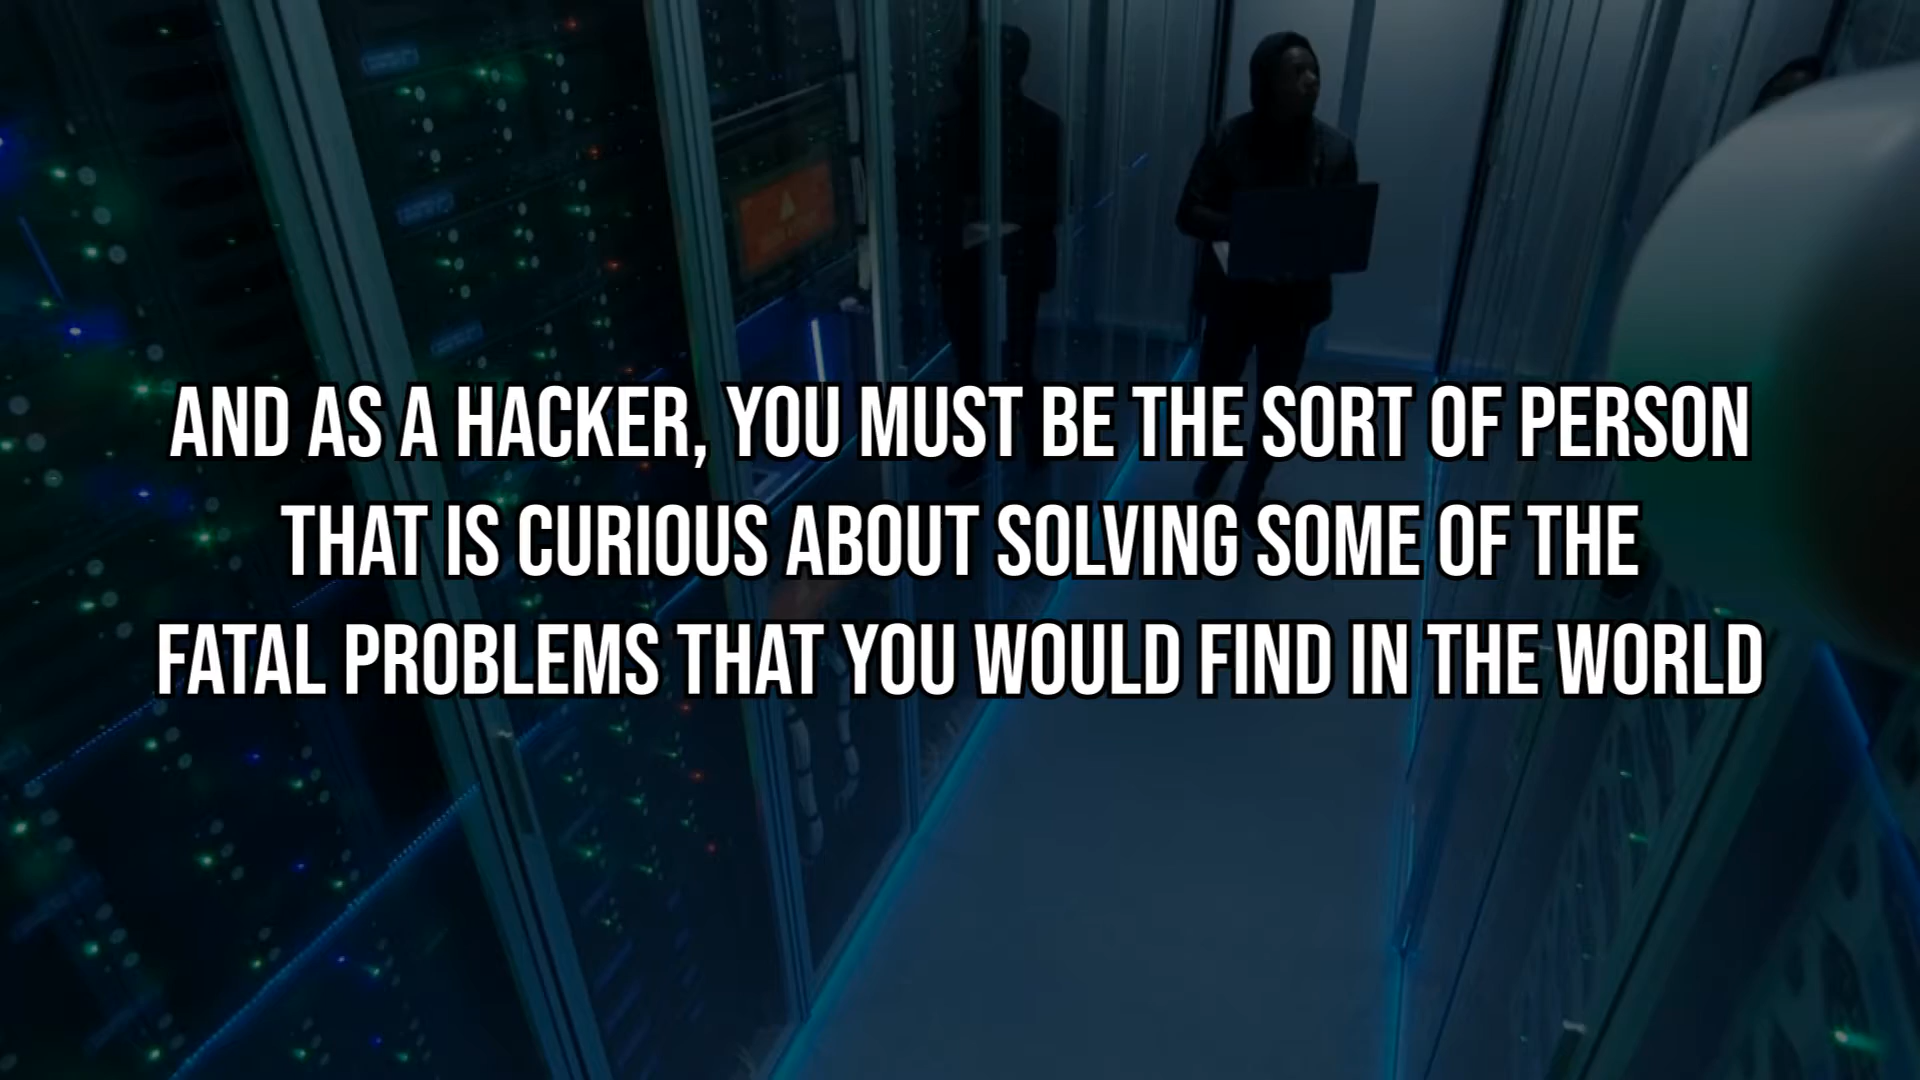 AND AS A HACKER, YOU MUST BE THE SORT OF PERSON
THAT IS CURIOUS ABOUT SOLVING SOME OF THE
FATAL PROBLEMS THAT YOU WOULD FIND IN THE WORLD